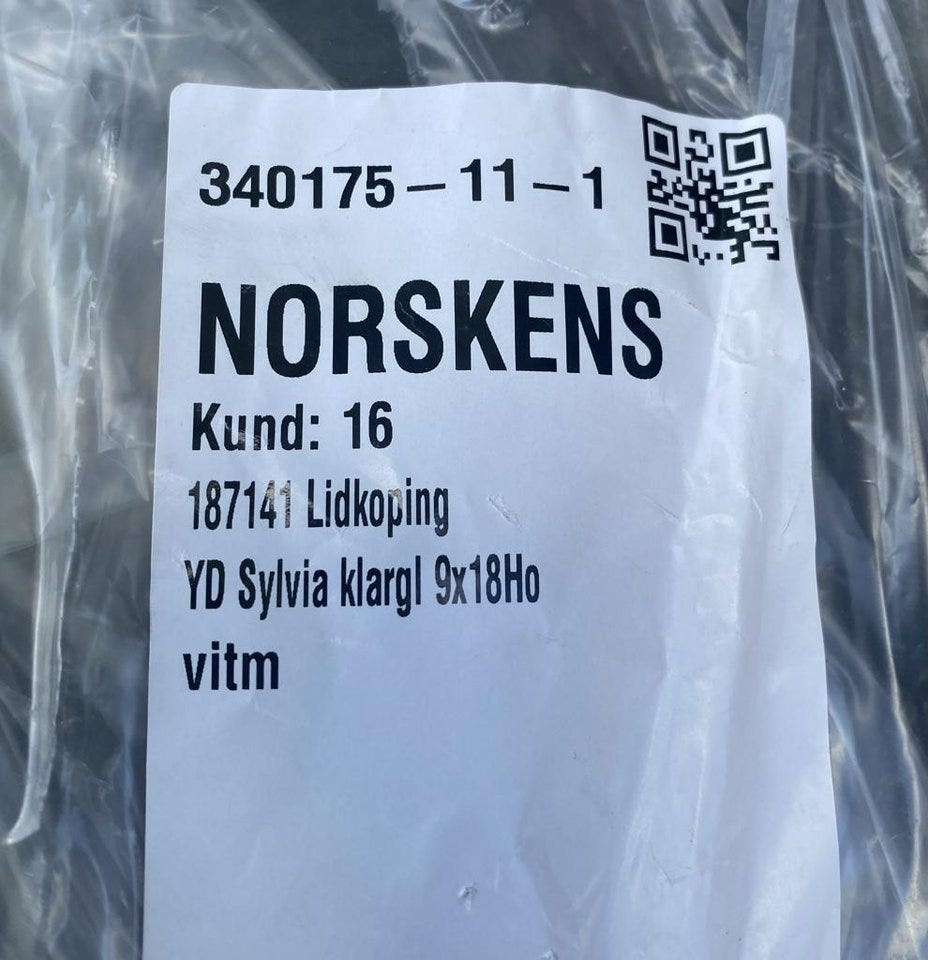 340175-11-1
NORSKENS
Kund: 16
187141 Lidkoping
YD Sylvia klargl 9x18Ho
vitm